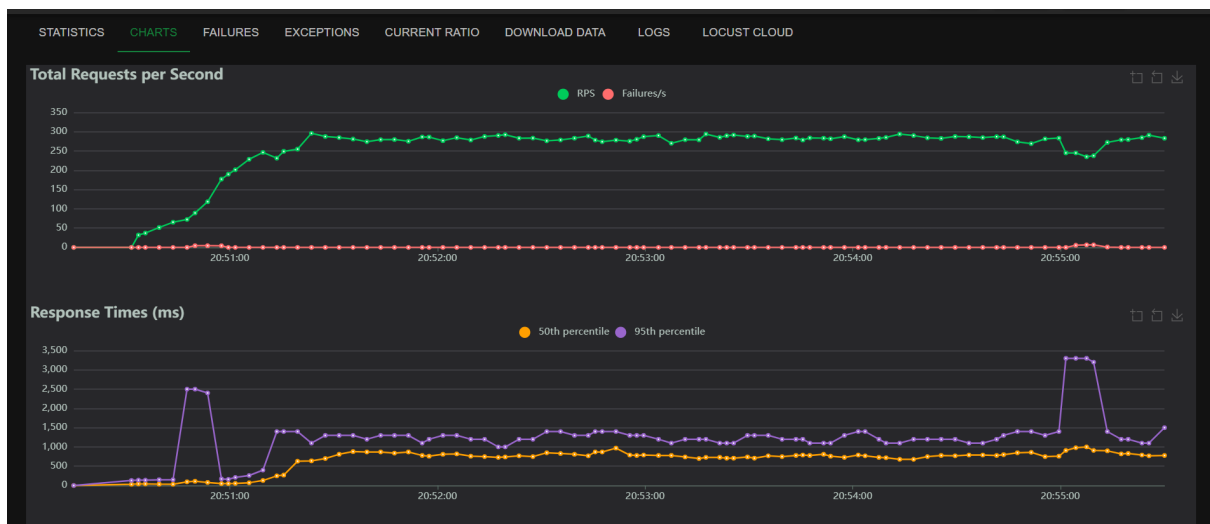 STATISTICS CHARTS FAILURES EXCEPTIONS CURRENT RATIO DOWNLOAD DATA LOGS LOCUST CLOUD
Total Requests per Second
RPS Failures/s
350
300
250
200
150
100
50
0
20:51:00 20:52:00 20:53:00 20:54:00 20:55:00
Response Times (ms)
50th percentile 95th percentile
3,500
3,000
2,500
2,000
1,500
1,000
500
0
20:51:00 20:52:00 20:53:00 20:54:00 20:55:00